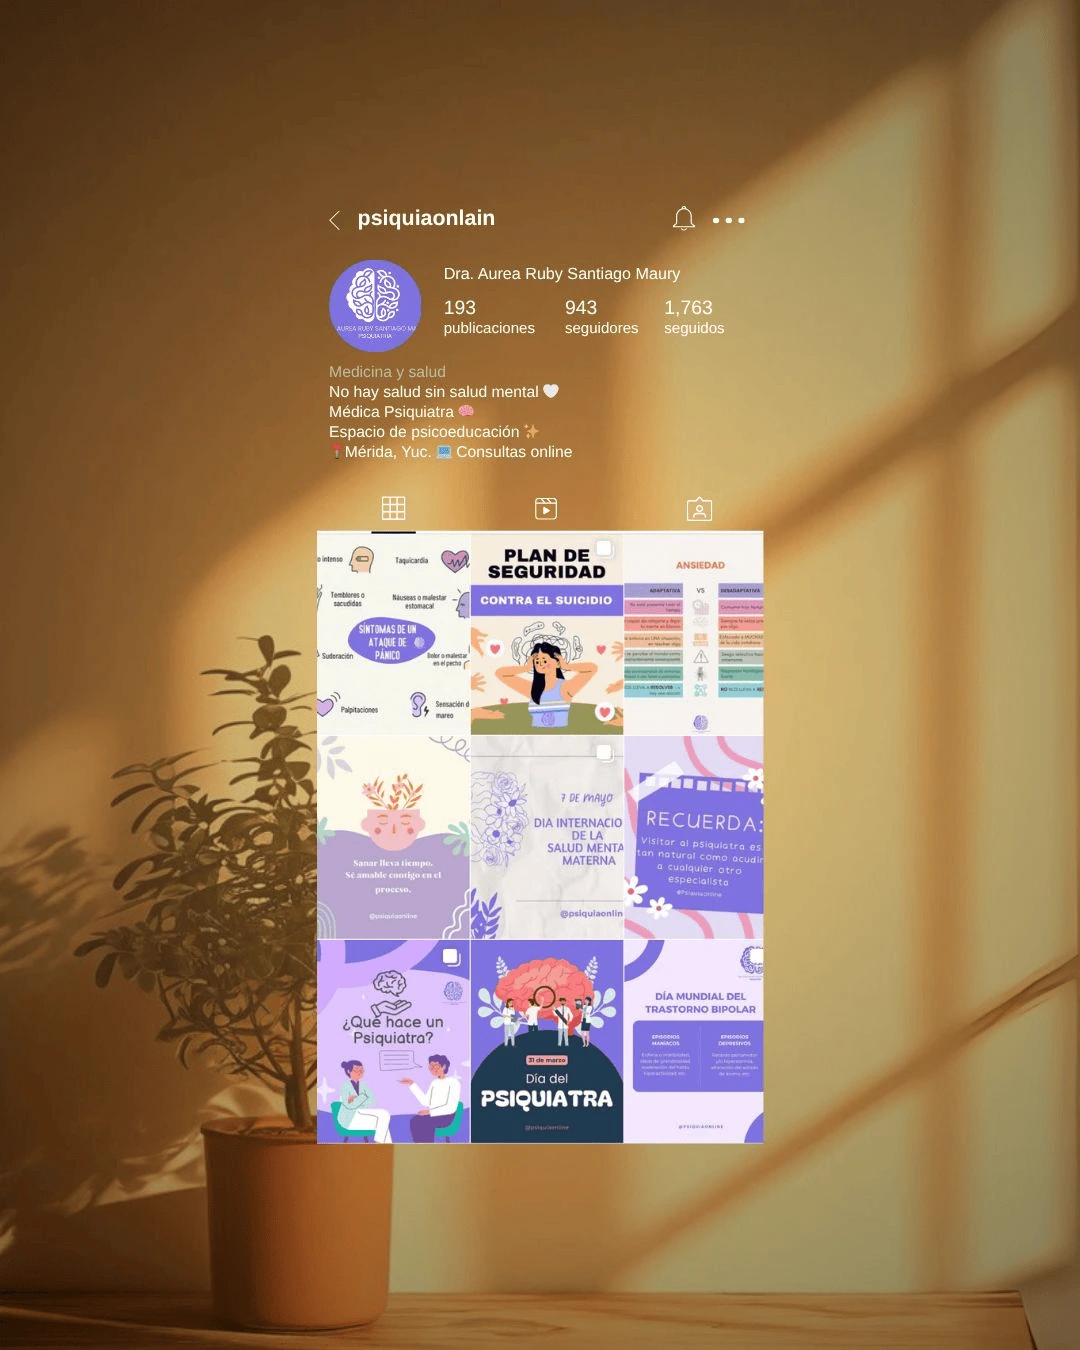 psiquiaonlain
Dra. Aurea Ruby Santiago Maury
193
943
1,763
publicaciones
seguidores
seguidos
AUREA RUBY SANTIAGO MA
PSIQUIATRÍA
Medicina y salud
No hay salud sin salud mental 🤍
Médica Psiquiatra 🧠
Espacio de psicoeducación ✨
📍Mérida, Yuc. 💻 Consultas online
o intenso
Taquicardia
Temblores o
sacudidas
Náuseas o malestar
estomacal
SÍNTOMAS DE UN
ATAQUE DE
PÁNICO
Sudoración
Dolor o malestar
en el pecho
Palpitaciones
Sensación d
mareo
PLAN DE
SEGURIDAD
CONTRA EL SUICIDIO
ANSIEDAD
ADAPTATIVA
VS
DESADAPTATIVA
Sanar lleva tiempo.
Sé amable contigo en el
proceso.
@psiquiaonline
7 DE MAYO
DIA INTERNACIO
DE LA
SALUD MENTA
MATERNA
@psiquiaonlin
RECUERDA:
Visitar al psiquiatra es
tan natural como acudir
a cualquier otro
especialista
@Psiquiaonline
¿Qué hace un
Psiquiatra?
31 de marzo
Día del
PSIQUIATRA
@psiquiaonline
DÍA MUNDIAL DEL
TRASTORNO BIPOLAR
EPISODIOS
MANÍACOS
EPISODIOS
DEPRESIVOS
@PSIQUIAONLINE